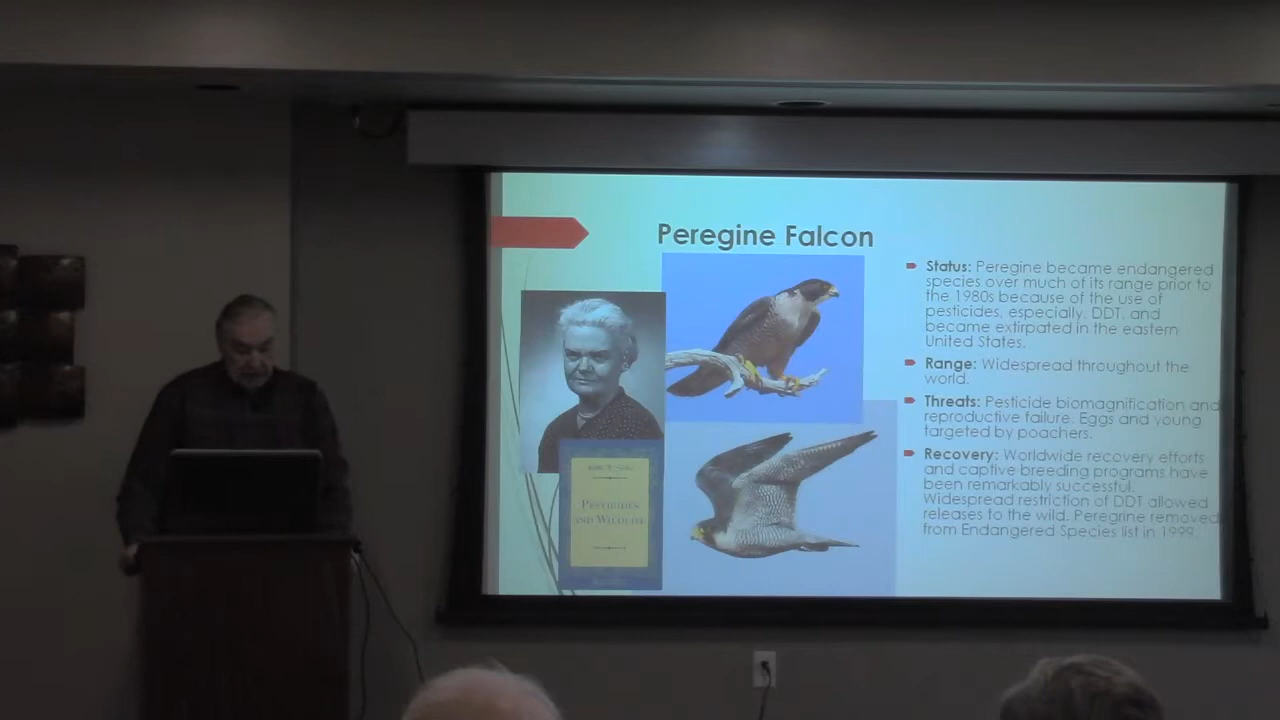 Peregine Falcon
Status: Peregine became endangered
species over much of its range prior to
the 1980s because of the use of
pesticides, especially, DDT, and
became extirpated in the eastern
United States.
Range: Widespread throughout the
world.
Threats: Pesticide biomagnification and
reproductive failure. Eggs and young
targeted by poachers.
Recovery: Worldwide recovery efforts
and captive breeding programs have
been remarkably successful.
Widespread restriction of DDT allowed
releases to the wild. Peregrine removed
from Endangered Species list in 1999.
Pesticides
and Wildlife